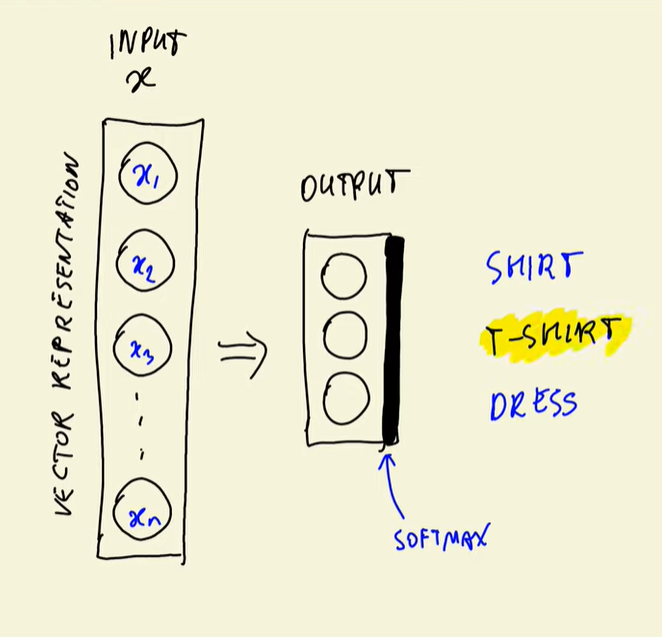 INPUT
x
VECTOR REPRESENTATION
x1
x2
x3
xn
OUTPUT
SHIRT
T-SHIRT
DRESS
SOFTMAX